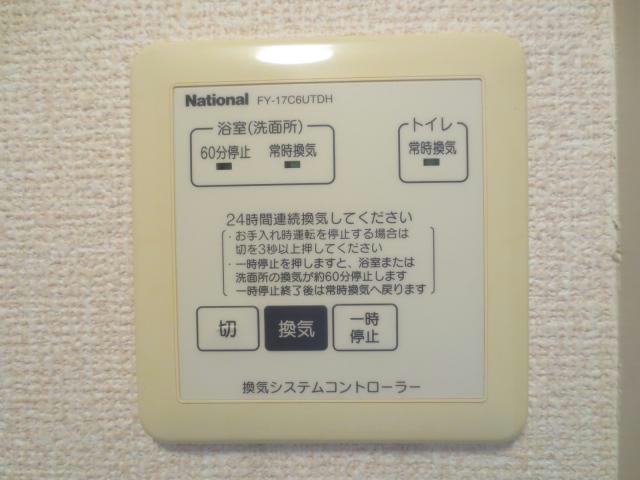 National FY-17C6UTDH
浴室(洗面所)
60分停止 常時換気
トイレ
常時換気
24時間連続換気してください
・お手入れ時運転を停止する場合は
切を3秒以上押してください
・一時停止を押しますと、浴室または
洗面所の換気が約60分停止します
一時停止終了後は常時換気へ戻ります
切
換気
一時
停止
換気システムコントローラー